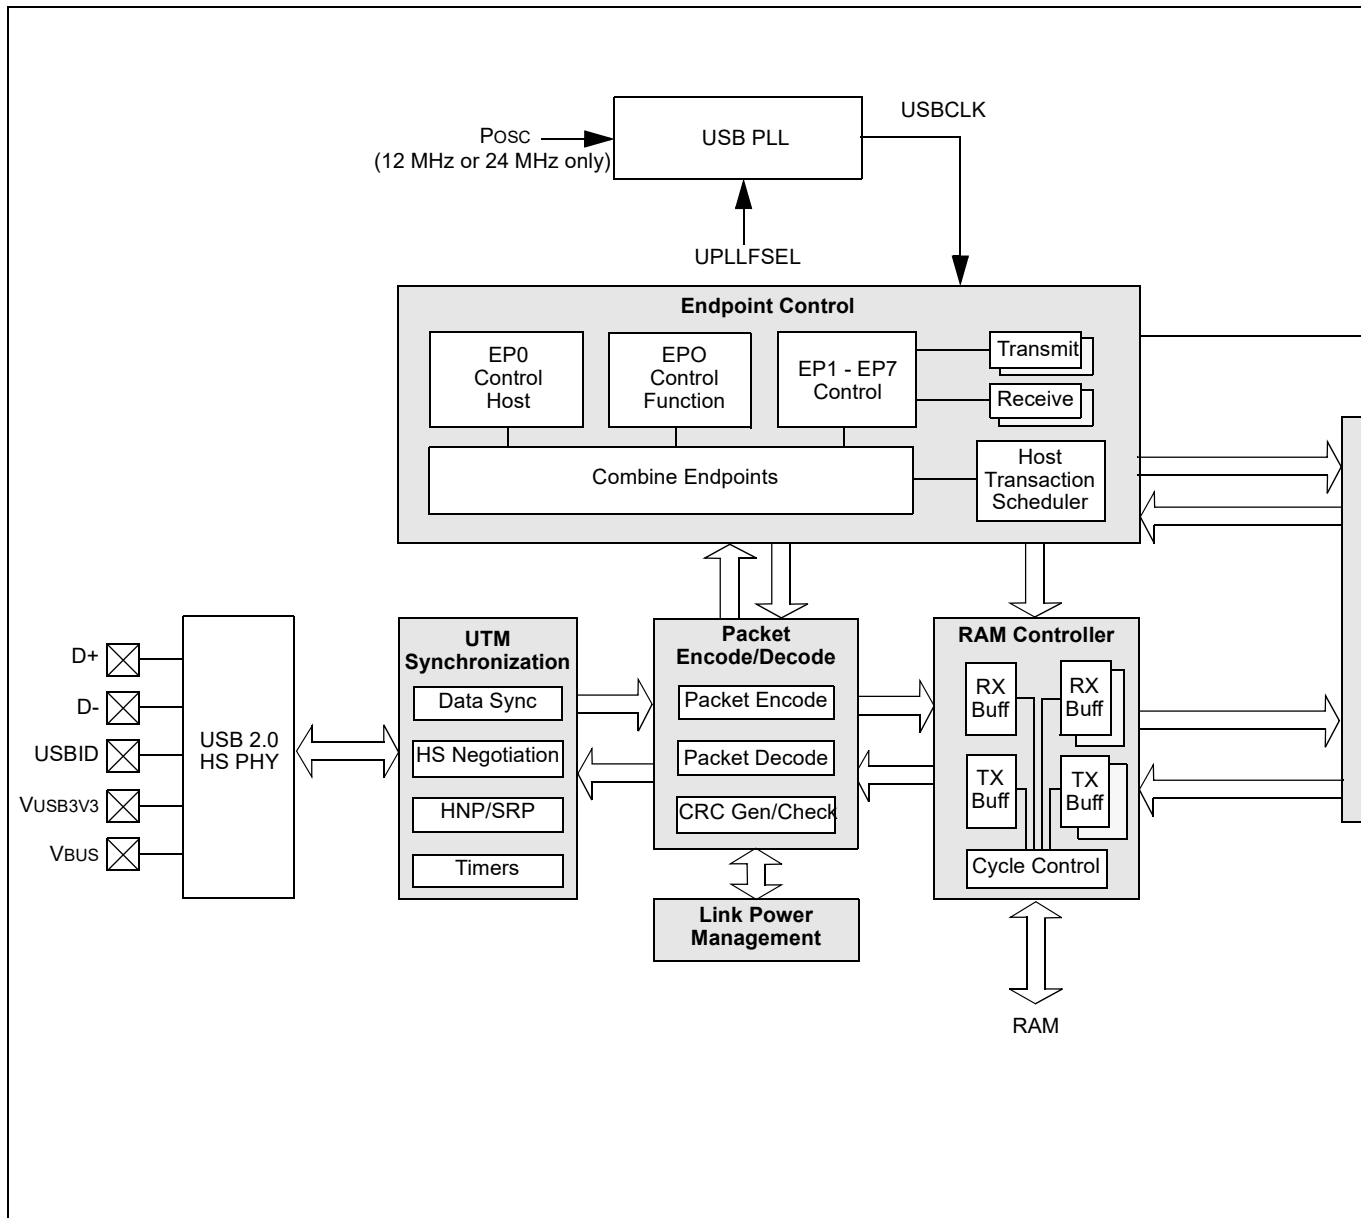 USBCLK
POSC
(12 MHz or 24 MHz only)
USB PLL
UPLLFSEL
Endpoint Control
EP0
Control
Host
EPO
Control
Function
EP1 - EP7
Control
Transmit
Receive
Combine Endpoints
Host
Transaction
Scheduler
D+
D-
USBID
VUSB3V3
VBUS
USB 2.0
HS PHY
UTM
Synchronization
Data Sync
HS Negotiation
HNP/SRP
Timers
Packet
Encode/Decode
Packet Encode
Packet Decode
CRC Gen/Check
Link Power
Management
RAM Controller
RX
Buff
RX
Buff
TX
Buff
TX
Buff
Cycle Control
RAM